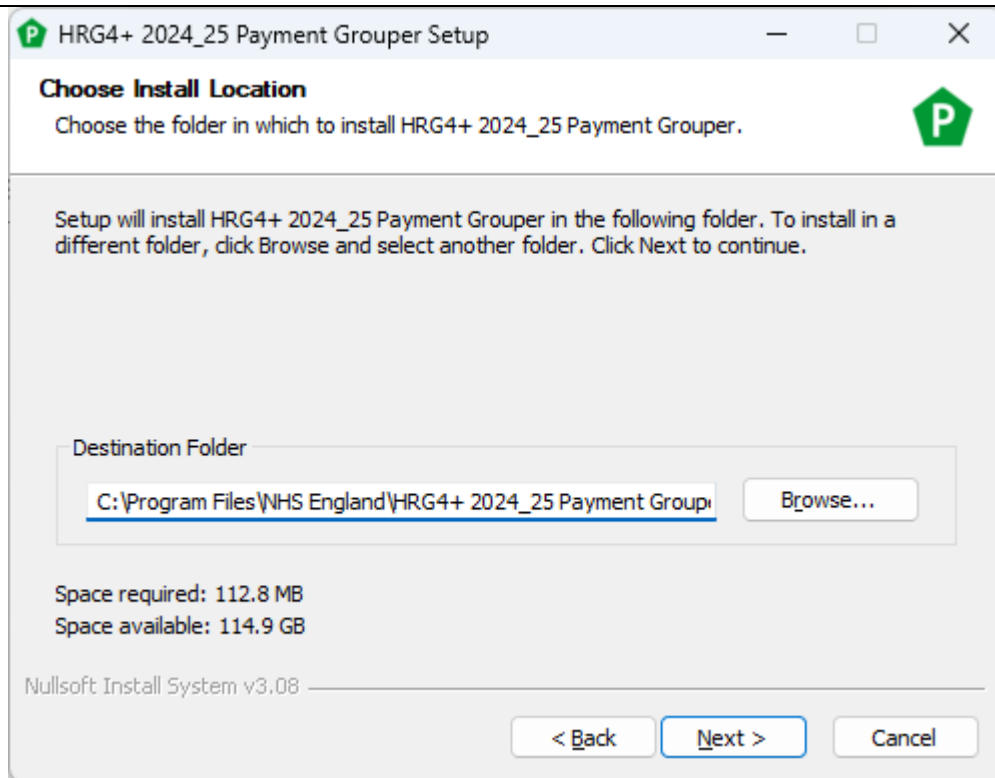 HRG4+ 2024_25 Payment Grouper Setup
Choose Install Location
Choose the folder in which to install HRG4+ 2024_25 Payment Grouper.
P
Setup will install HRG4+ 2024_25 Payment Grouper in the following folder. To install in a
different folder, click Browse and select another folder. Click Next to continue.
Destination Folder
C:\Program Files\NHS England\HRG4+ 2024_25 Payment Groupe
Browse...
Space required: 112.8 MB
Space available: 114.9 GB
Nullsoft Install System v3.08
< Back
Next >
Cancel